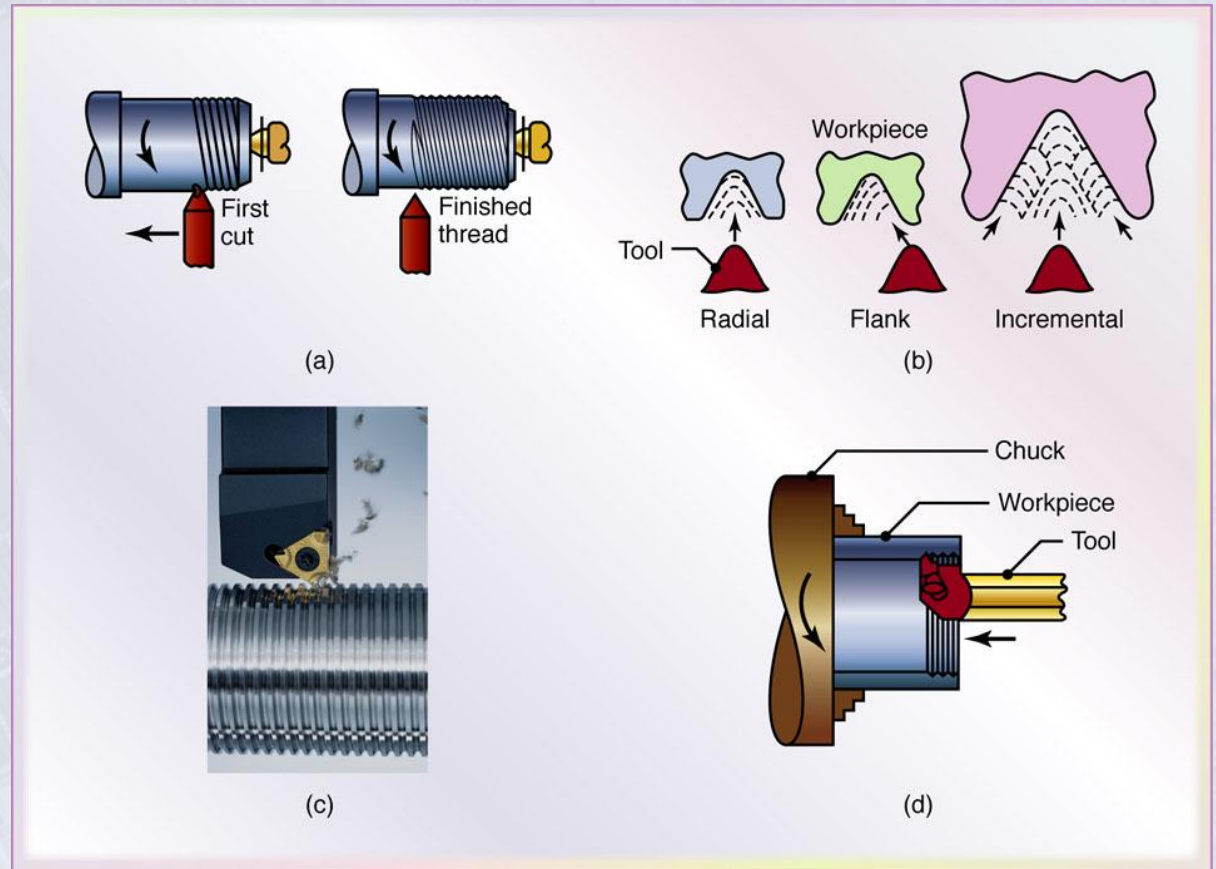 First
cut
Finished
thread
(a)
Workpiece
Tool
Radial
Flank
Incremental
(b)
(c)
Chuck
Workpiece
Tool
(d)